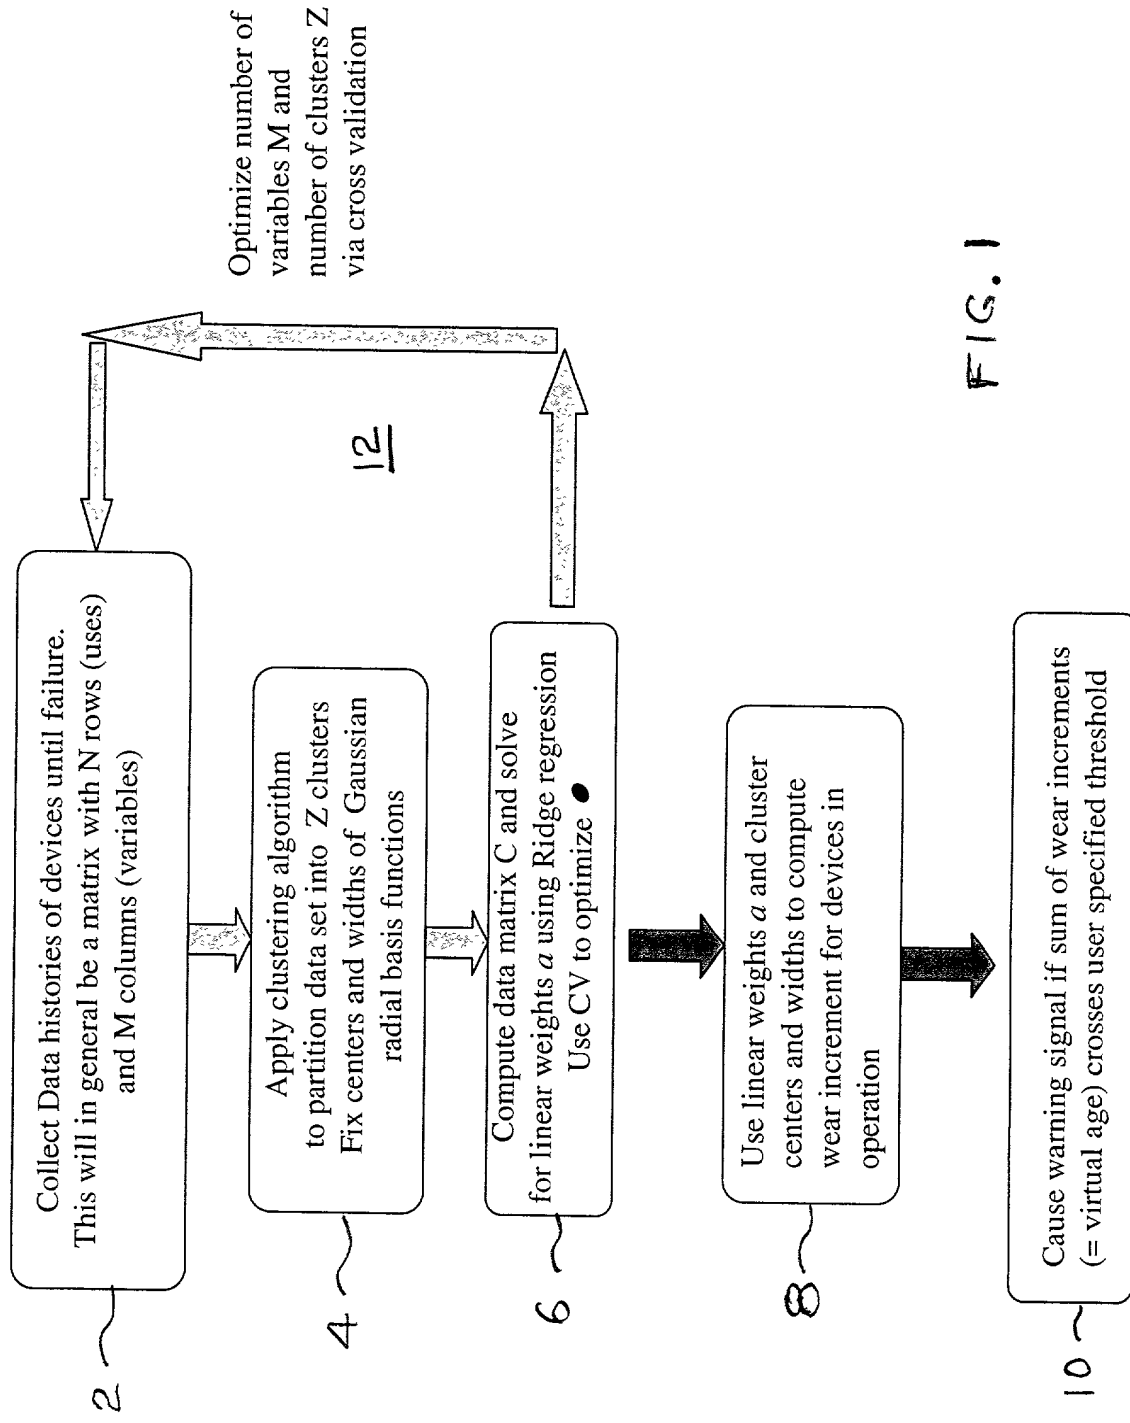 Collect Data histories of devices until failure.
This will in general be a matrix with N rows (uses)
and M columns (variables)
2
Apply clustering algorithm
to partition data set into Z clusters
Fix centers and widths of Gaussian
radial basis functions
4
Compute data matrix C and solve
for linear weights a using Ridge regression
Use CV to optimize
6
Optimize number of
variables M and
number of clusters Z
via cross validation
12
Use linear weights a and cluster
centers and widths to compute
wear increment for devices in
operation
8
Cause warning signal if sum of wear increments
(= virtual age) crosses user specified threshold
10
FIG. 1